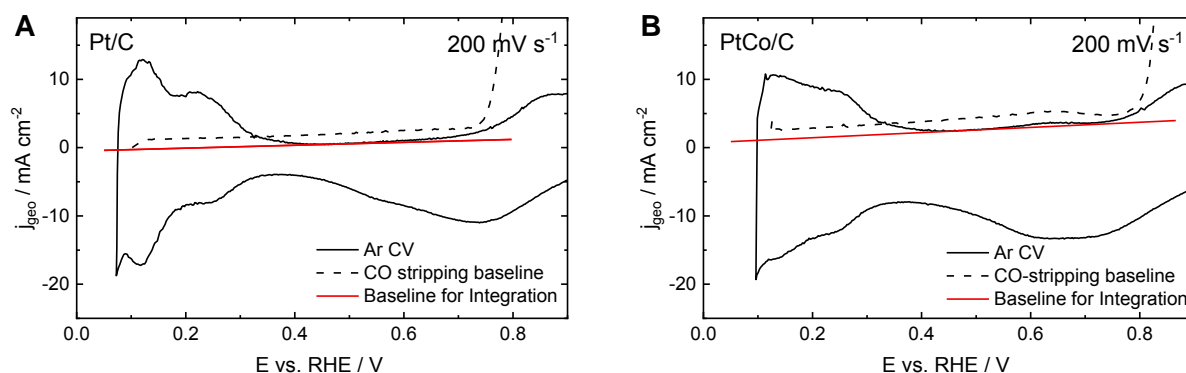 A
Pt/C
200 mV s⁻¹
10
0
-10
-20
j_geo / mA cm⁻²
Ar CV
CO stripping baseline
Baseline for Integration
0.0 0.2 0.4 0.6 0.8
E vs. RHE / V
B
PtCo/C
200 mV s⁻¹
10
0
-10
-20
j_geo / mA cm⁻²
Ar CV
CO-stripping baseline
Baseline for Integration
0.0 0.2 0.4 0.6 0.8
E vs. RHE / V